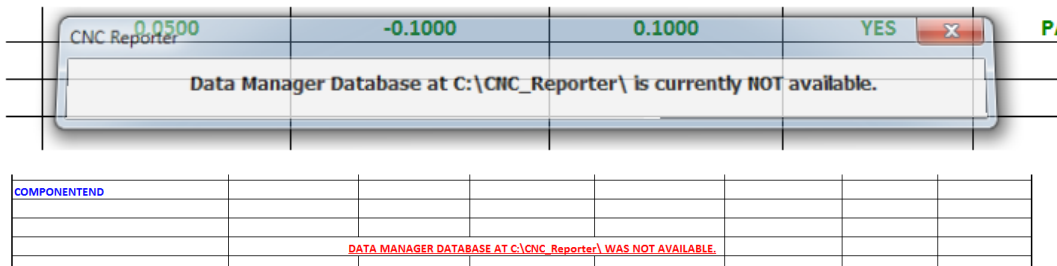 0.0500 -0.1000 0.1000 YES PA
CNC Reporter
Data Manager Database at C:\CNC_Reporter\ is currently NOT available.
COMPONENTEND
DATA MANAGER DATABASE AT C:\CNC_Reporter\ WAS NOT AVAILABLE.